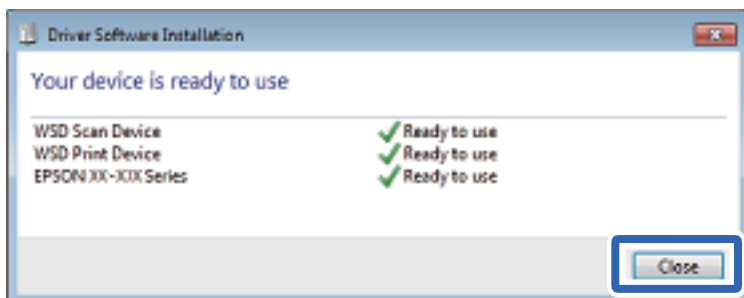 Driver Software Installation
Your device is ready to use
WSD Scan Device Ready to use
WSD Print Device Ready to use
EPSON XX-XXX Series Ready to use
Close